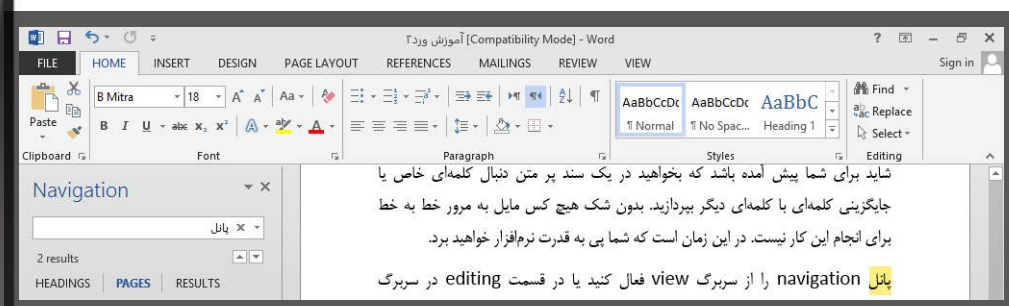 آموزش ورد۲ [Compatibility Mode] - Word
FILE HOME INSERT DESIGN PAGE LAYOUT REFERENCES MAILINGS REVIEW VIEW Sign in
B Mitra 18 Aa AaBbCcDc AaBbCcDc AaBbC Find
Replace
Paste B I U abc X₂ X² A A ¶ Normal ¶ No Spac... Heading 1 Select
Clipboard Font Paragraph Styles Editing
Navigation
پانل
2 results
HEADINGS PAGES RESULTS
شاید برای شما پیش آمده باشد که بخواهید در یک سند پر متن دنبال کلمه‌ای خاص یا
جایگزینی کلمه‌ای با کلمه‌ای دیگر بپردازید. بدون شک هیچ کس مایل به مرور خط به خط
برای انجام این کار نیست. در این زمان است که شما پی به قدرت نرم‌افزار خواهید برد.
پانل navigation را از سربرگ view فعال کنید یا در قسمت editing در سربرگ